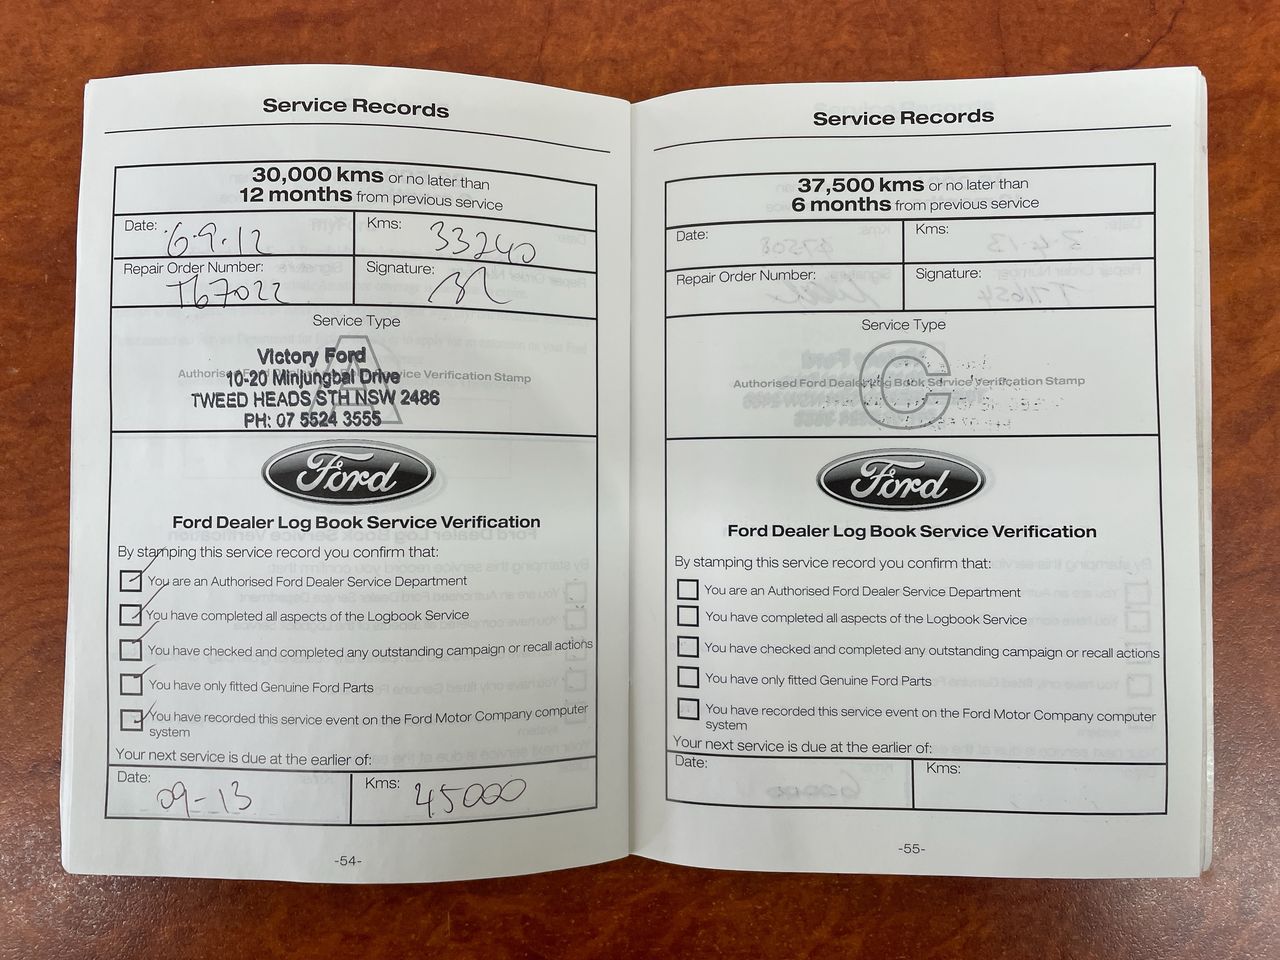 Service Records
30,000 kms or no later than
12 months from previous service
Date: 6.9.12 Kms: 33240
Repair Order Number: T67022 Signature:
Service Type
A
Authorised Ford Dealer Log Book Service Verification Stamp
Victory Ford
10-20 Minjungbal Drive
TWEED HEADS STH NSW 2486
PH: 07 5524 3555
Ford
Ford Dealer Log Book Service Verification
By stamping this service record you confirm that:
You are an Authorised Ford Dealer Service Department
You have completed all aspects of the Logbook Service
You have checked and completed any outstanding campaign or recall actions
You have only fitted Genuine Ford Parts
You have recorded this service event on the Ford Motor Company computer
system
Your next service is due at the earlier of:
Date: 09-13 Kms: 45000
-54-
Service Records
37,500 kms or no later than
6 months from previous service
Date: Kms:
Repair Order Number: Signature:
Service Type
C
Authorised Ford Dealer Log Book Service Verification Stamp
Ford
Ford Dealer Log Book Service Verification
By stamping this service record you confirm that:
You are an Authorised Ford Dealer Service Department
You have completed all aspects of the Logbook Service
You have checked and completed any outstanding campaign or recall actions
You have only fitted Genuine Ford Parts
You have recorded this service event on the Ford Motor Company computer
system
Your next service is due at the earlier of:
Date: Kms:
-55-